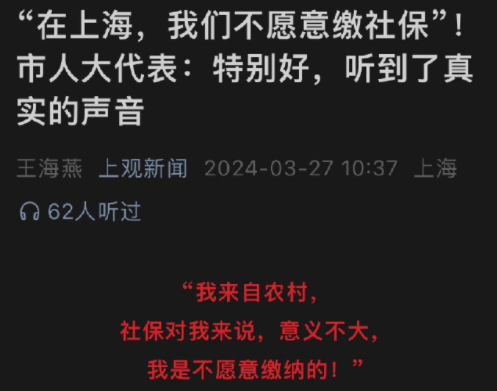 “在上海，我们不愿意缴社保”！
市人大代表：特别好，听到了真
实的声音
王海燕 上观新闻 2024-03-27 10:37 上海
62人听过
“我来自农村，
社保对我来说，意义不大，
我是不愿意缴纳的！”